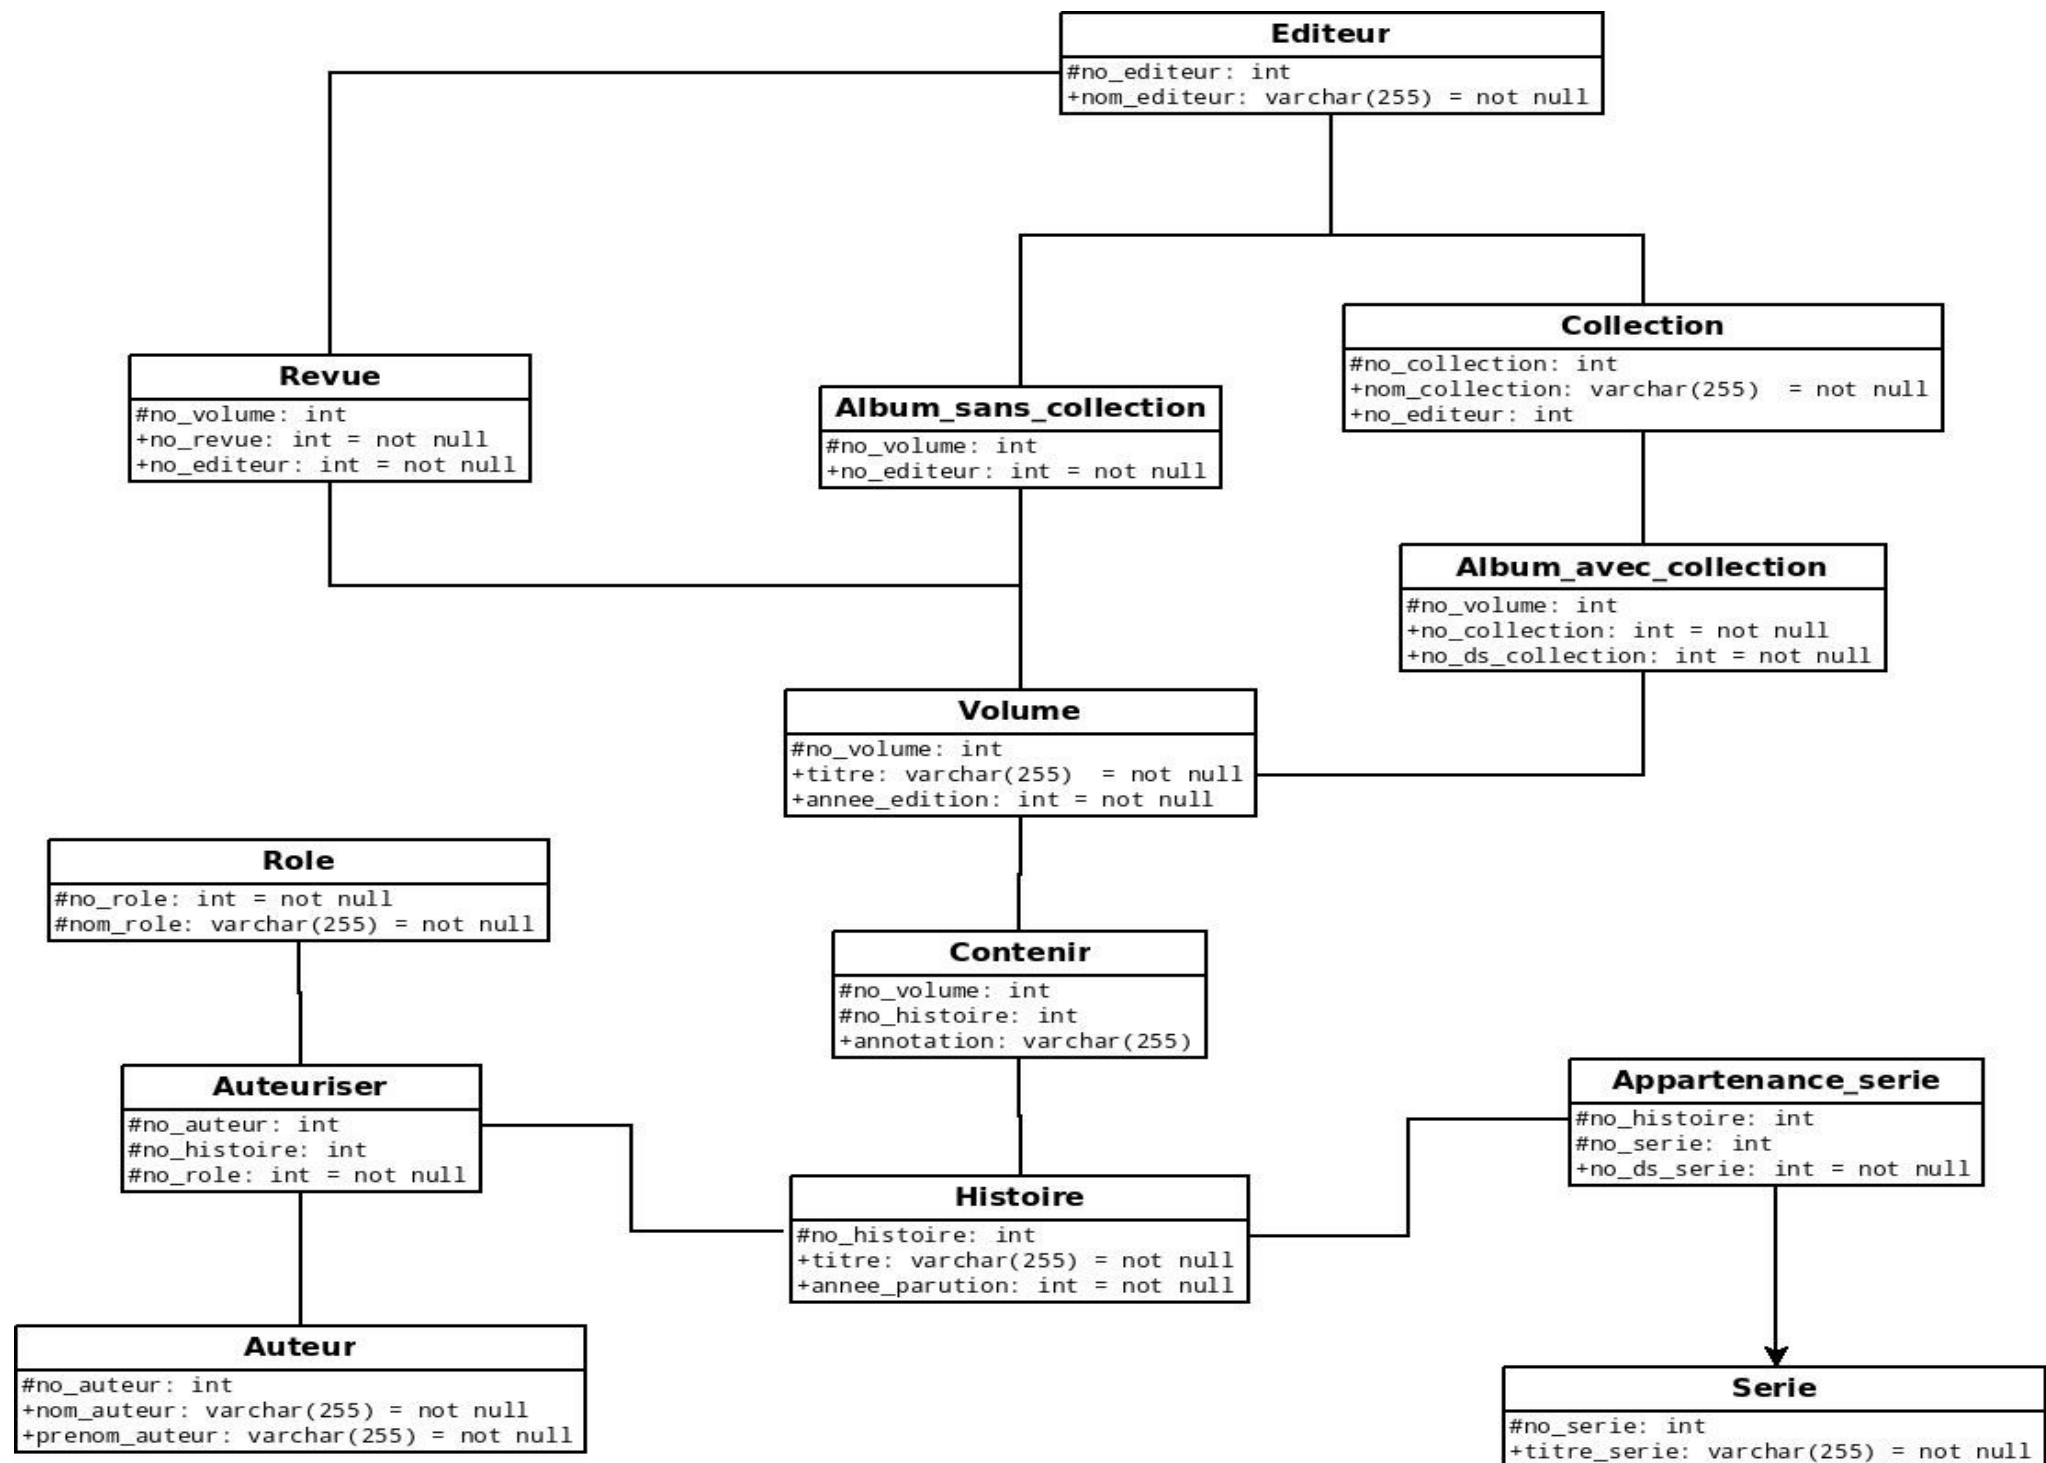 Editeur
#no_editeur: int
+nom_editeur: varchar(255) = not null
Collection
#no_collection: int
+nom_collection: varchar(255)  = not null
+no_editeur: int
Revue
#no_volume: int
+no_revue: int = not null
+no_editeur: int = not null
Album_sans_collection
#no_volume: int
+no_editeur: int = not null
Album_avec_collection
#no_volume: int
+no_collection: int = not null
+no_ds_collection: int = not null
Volume
#no_volume: int
+titre: varchar(255)  = not null
+annee_edition: int = not null
Role
#no_role: int = not null
#nom_role: varchar(255) = not null
Contenir
#no_volume: int
#no_histoire: int
+annotation: varchar(255)
Auteuriser
#no_auteur: int
#no_histoire: int
#no_role: int = not null
Appartenance_serie
#no_histoire: int
#no_serie: int
+no_ds_serie: int = not null
Histoire
#no_histoire: int
+titre: varchar(255) = not null
+annee_parution: int = not null
Auteur
#no_auteur: int
+nom_auteur: varchar(255) = not null
+prenom_auteur: varchar(255) = not null
Serie
#no_serie: int
+titre_serie: varchar(255) = not null